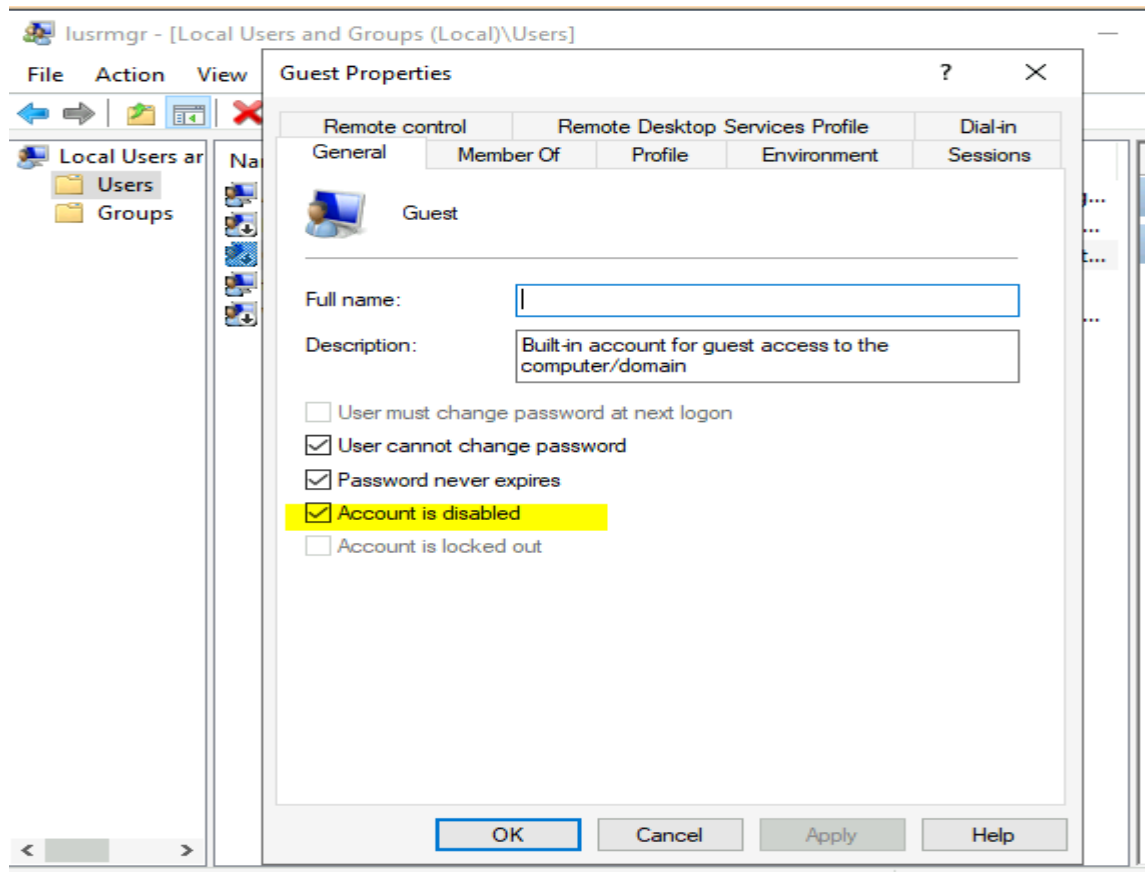 lusrmgr - [Local Users and Groups (Local)\Users]
File Action View
Guest Properties
? ×
Remote control Remote Desktop Services Profile Dial-in
General Member Of Profile Environment Sessions
Local Users ar
Users
Groups
Na
Guest
Full name:
Description: Built-in account for guest access to the
computer/domain
User must change password at next logon
User cannot change password
Password never expires
Account is disabled
Account is locked out
OK Cancel Apply Help